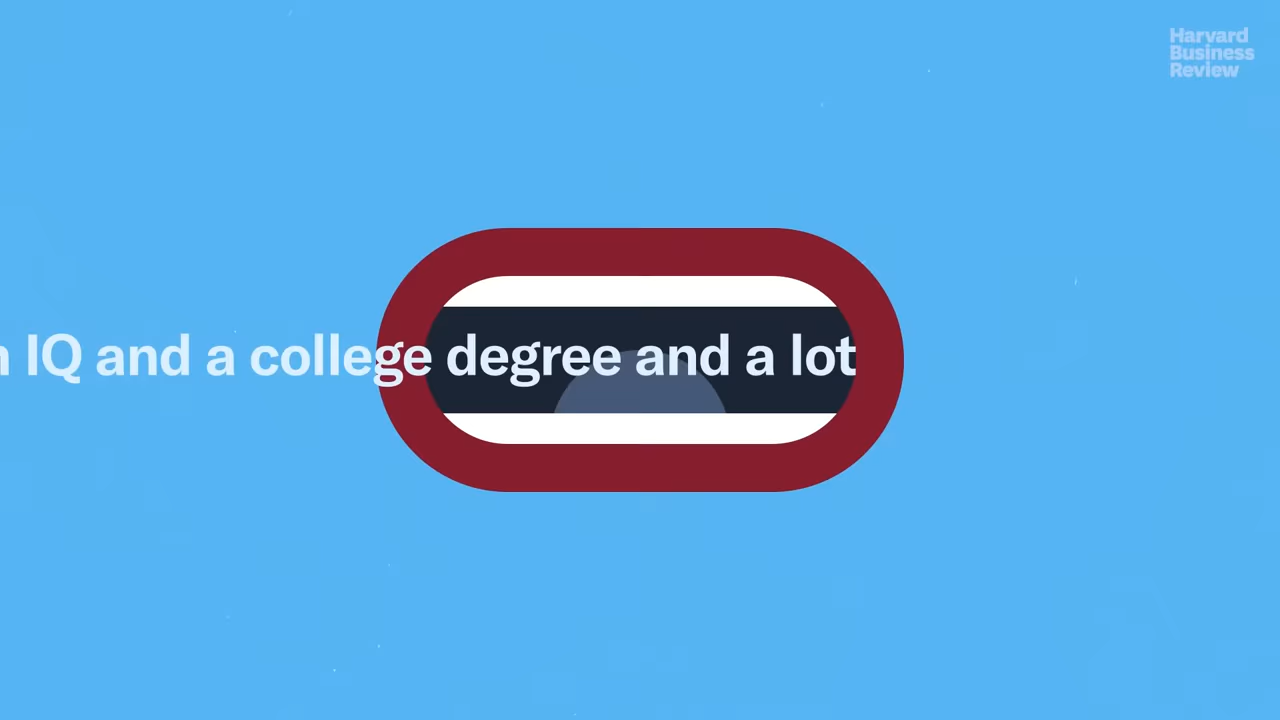 Harvard
Business
Review
IQ and a college degree and a lot